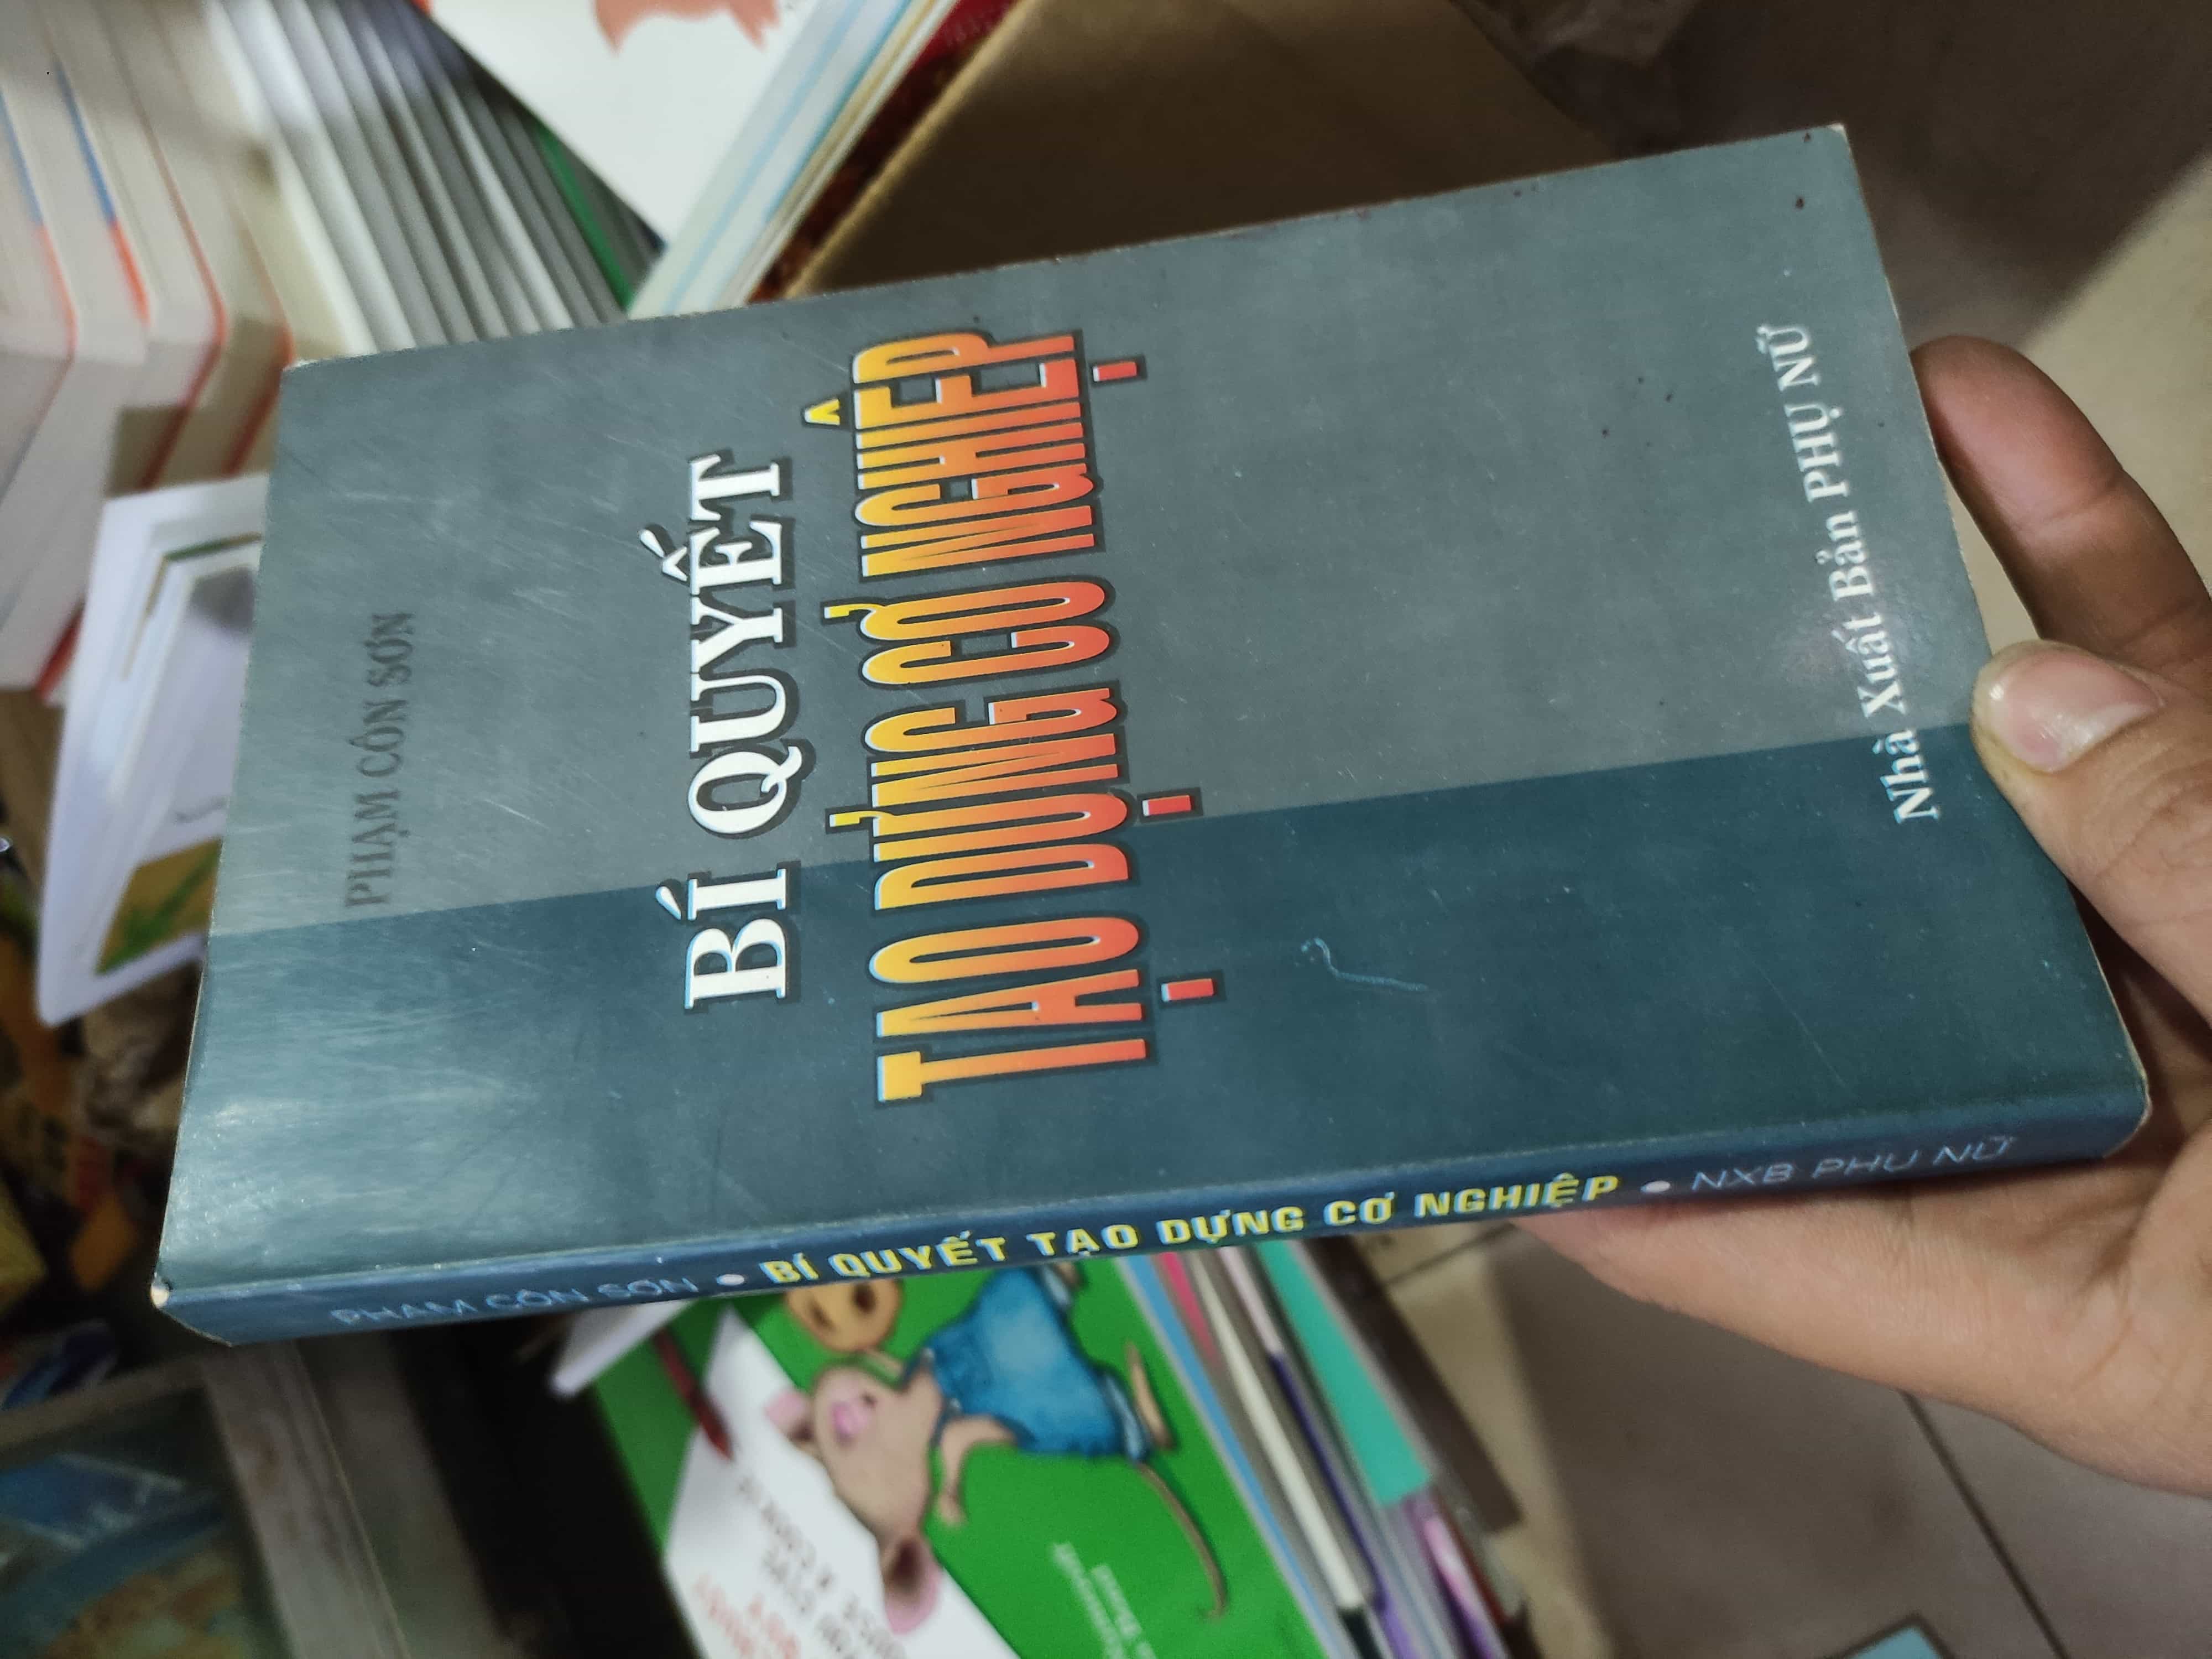 PHẠM CÔN SƠN
BÍ QUYẾT
TẠO DỰNG CƠ NGHIỆP
Nhà Xuất Bản PHỤ NỮ
PHẠM CÔN SƠN • BÍ QUYẾT TẠO DỰNG CƠ NGHIỆP • NXB PHỤ NỮ